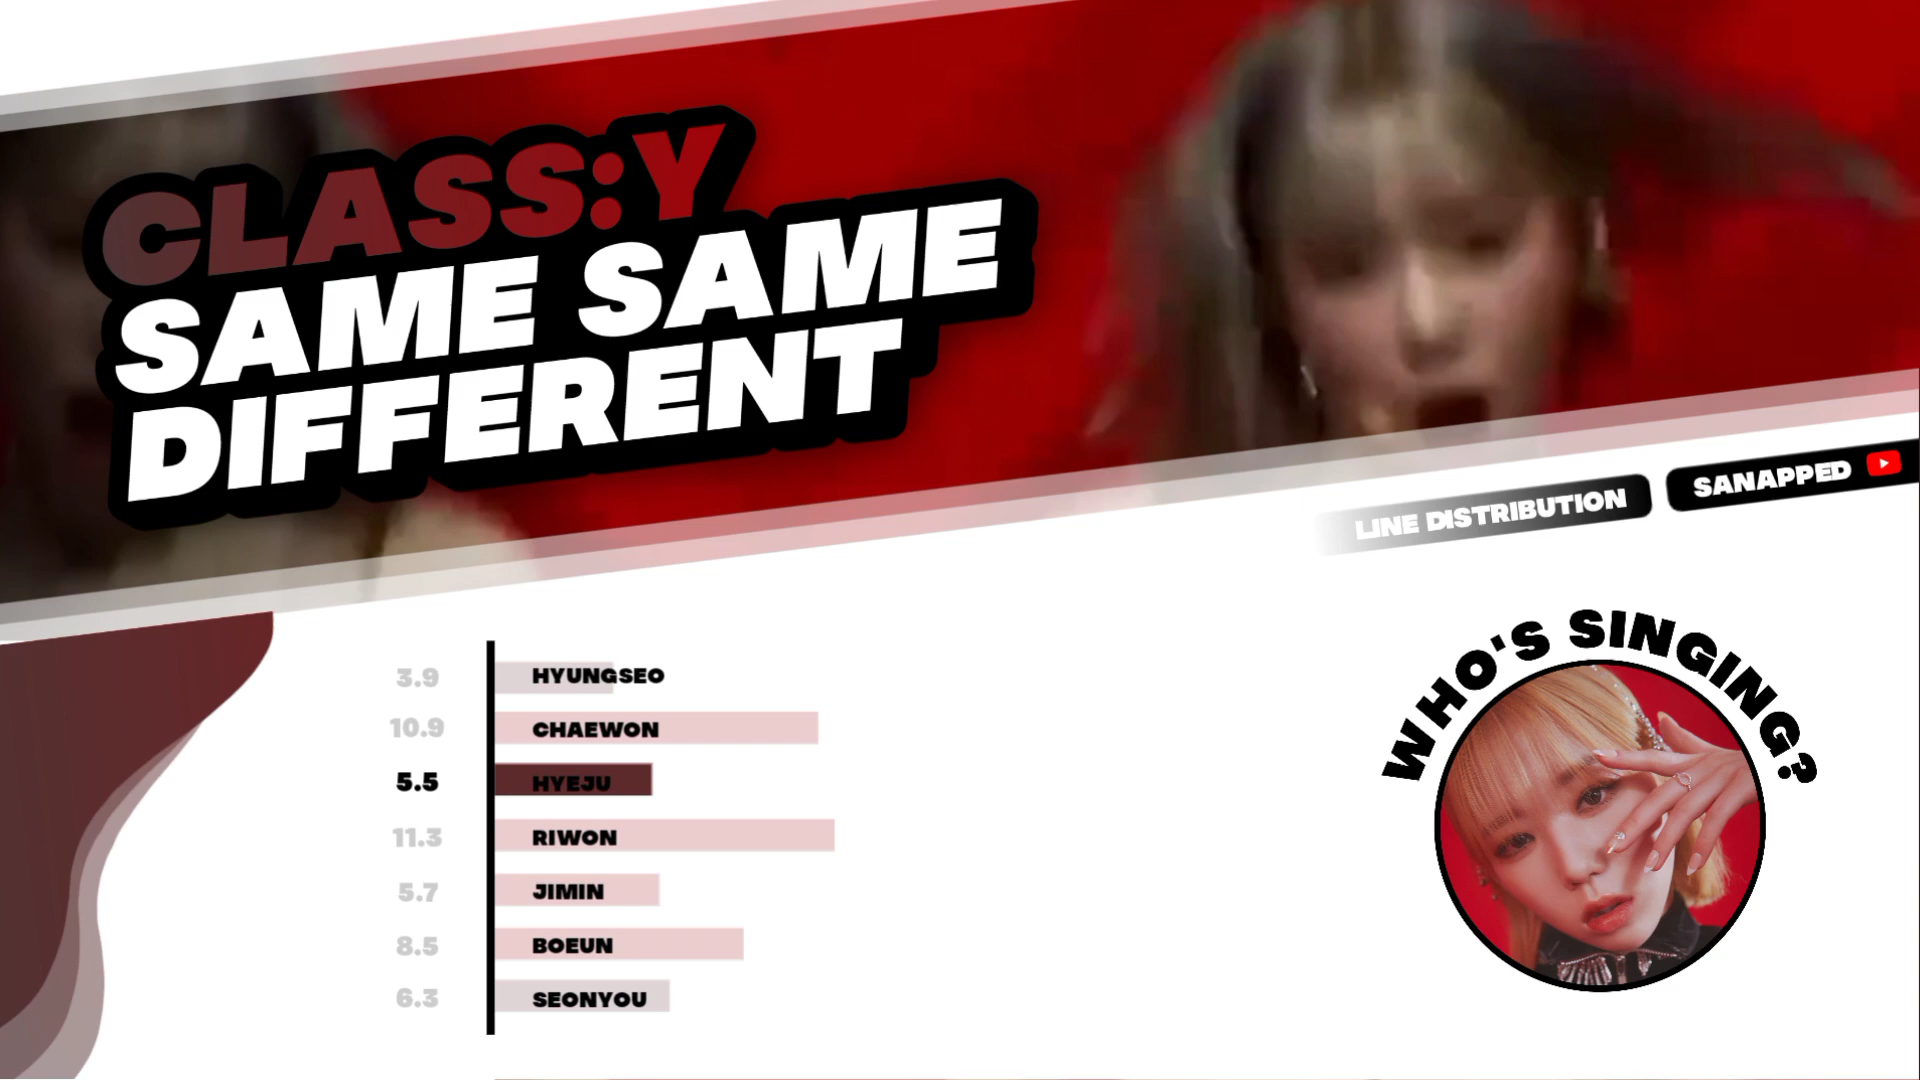 CLASS:Y
SAME SAME
DIFFERENT
LINE DISTRIBUTION
SANAPPED
WHO'S SINGING?
3.9 HYUNGSEO
10.9 CHAEWON
5.5 HYEJU
11.3 RIWON
5.7 JIMIN
8.5 BOEUN
6.3 SEONYOU